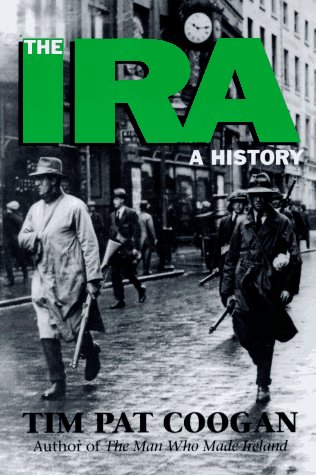 THE
IRA
A HISTORY
TIM PAT COOGAN
Author of The Man Who Made Ireland